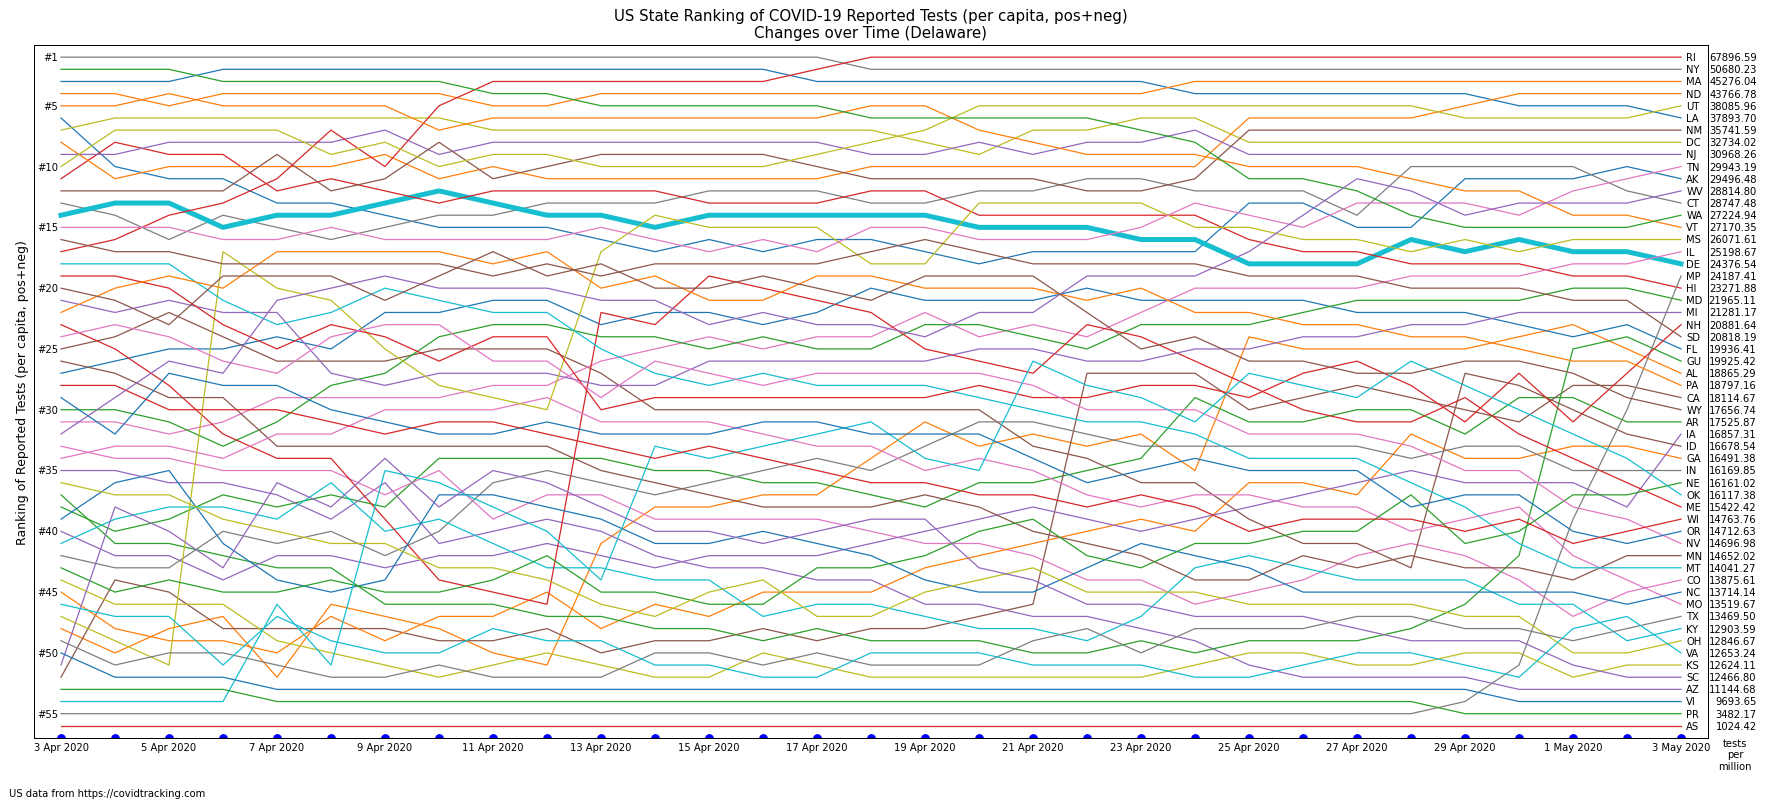 US State Ranking of COVID-19 Reported Tests (per capita, pos+neg)
Changes over Time (Delaware)
Ranking of Reported Tests (per capita, pos+neg)
#1
#5
#10
#15
#20
#25
#30
#35
#40
#45
#50
#55
RI 67896.59
NY 50680.23
MA 45276.04
ND 43766.78
UT 38085.96
LA 37893.70
NM 35741.59
DC 32734.02
NJ 30968.26
TN 29943.19
AK 29496.48
WV 28814.80
CT 28747.48
WA 27224.94
VT 27170.35
MS 26071.61
IL 25198.67
DE 24376.54
MP 24187.41
HI 23271.88
MD 21965.11
MI 21281.17
NH 20881.64
SD 20818.19
FL 19936.41
GU 19925.42
AL 18865.29
PA 18797.16
CA 18114.67
WY 17656.74
AR 17525.87
IA 16857.31
ID 16678.54
GA 16491.38
IN 16169.85
NE 16161.02
OK 16117.38
ME 15422.42
WI 14763.76
OR 14712.63
NV 14696.98
MN 14652.02
MT 14041.27
CO 13875.61
NC 13714.14
MO 13519.67
TX 13469.50
KY 12903.59
OH 12846.67
VA 12653.24
KS 12624.11
SC 12466.80
AZ 11144.68
VI 9693.65
PR 3482.17
AS 1024.42
3 Apr 2020 5 Apr 2020 7 Apr 2020 9 Apr 2020 11 Apr 2020 13 Apr 2020 15 Apr 2020 17 Apr 2020 19 Apr 2020 21 Apr 2020 23 Apr 2020 25 Apr 2020 27 Apr 2020 29 Apr 2020 1 May 2020 3 May 2020
tests
per
million
US data from https://covidtracking.com